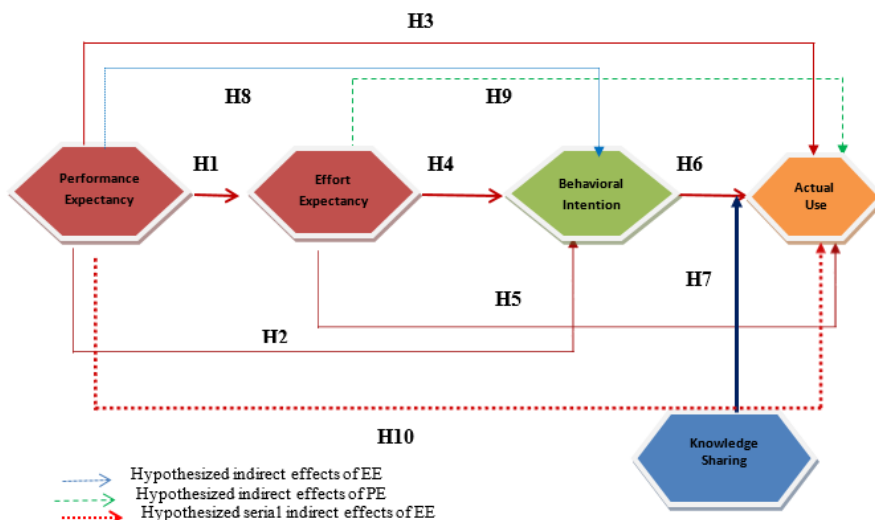 H3
H8
H9
Performance
Expectancy
H1
Effort
Expectancy
H4
Behavioral
Intention
H6
Actual
Use
H7
H5
H2
H10
Knowledge
Sharing
Hypothesized indirect effects of EE
Hypothesized indirect effects of PE
Hypothesized serial indirect effects of EE